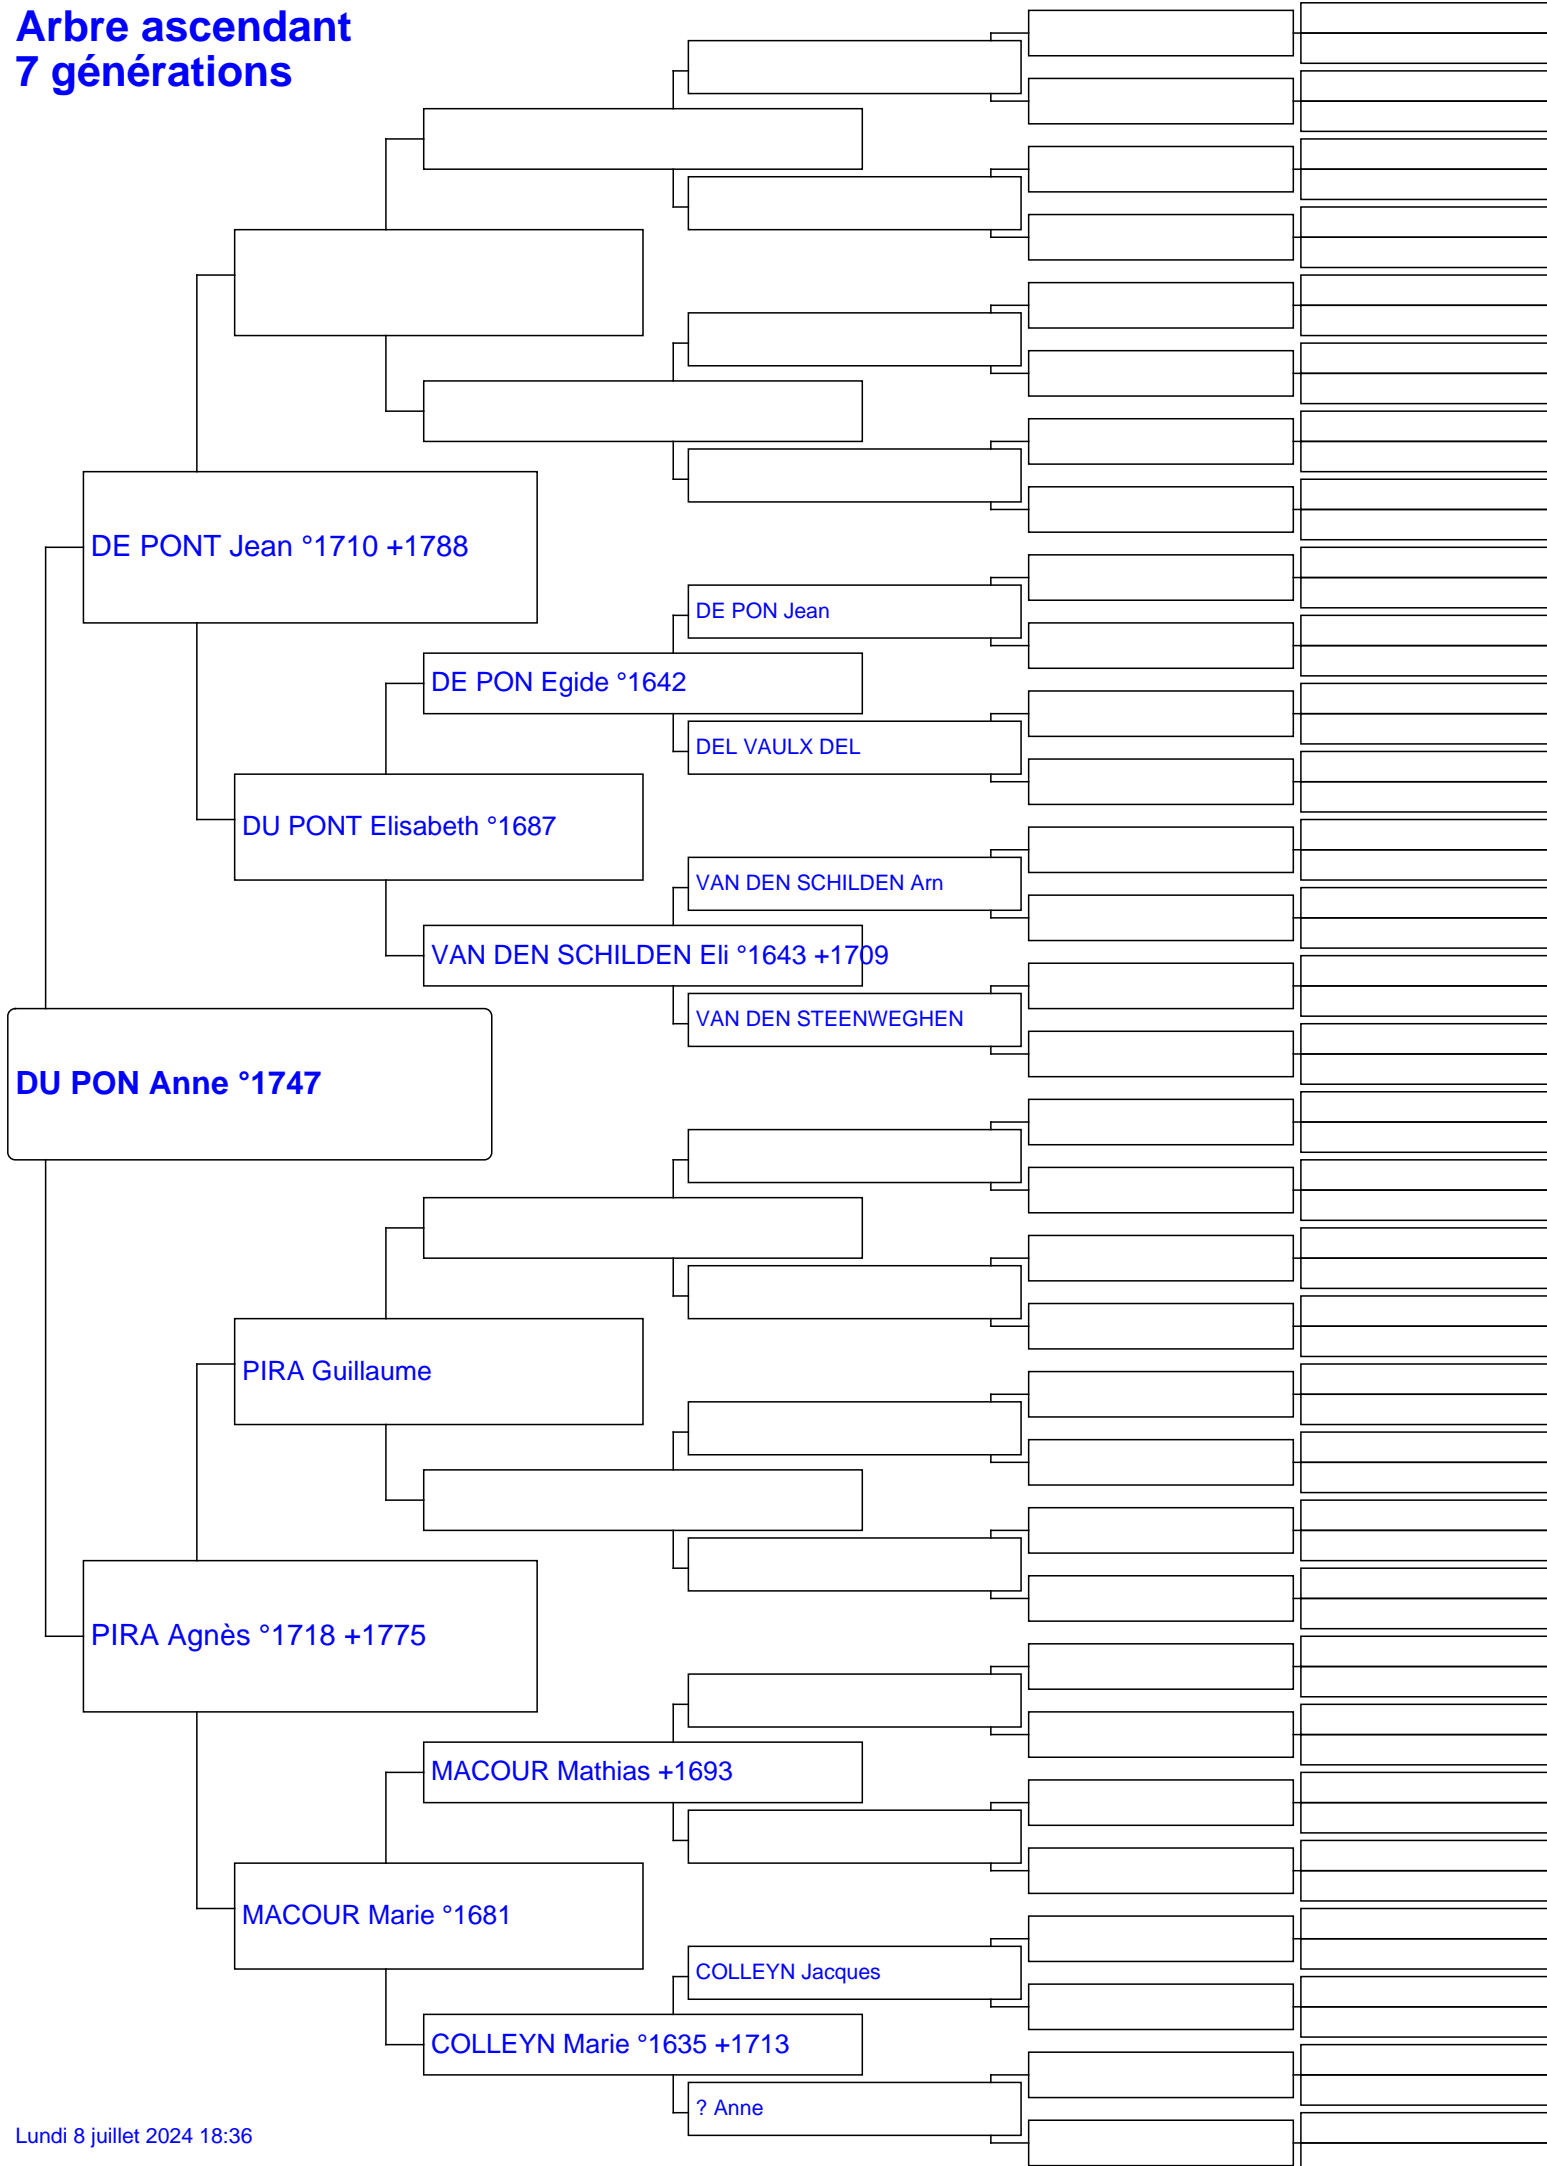 Arbre ascendant
7 générations
DE PONT Jean °1710 +1788
DE PON Jean
DE PON Egide °1642
DEL VAULX DEL
DU PONT Elisabeth °1687
VAN DEN SCHILDEN Arn
VAN DEN SCHILDEN Eli °1643 +1709
VAN DEN STEENWEGHEN
DU PON Anne °1747
PIRA Guillaume
PIRA Agnès °1718 +1775
MACOUR Mathias +1693
MACOUR Marie °1681
COLLEYN Jacques
COLLEYN Marie °1635 +1713
? Anne
Lundi 8 juillet 2024 18:36